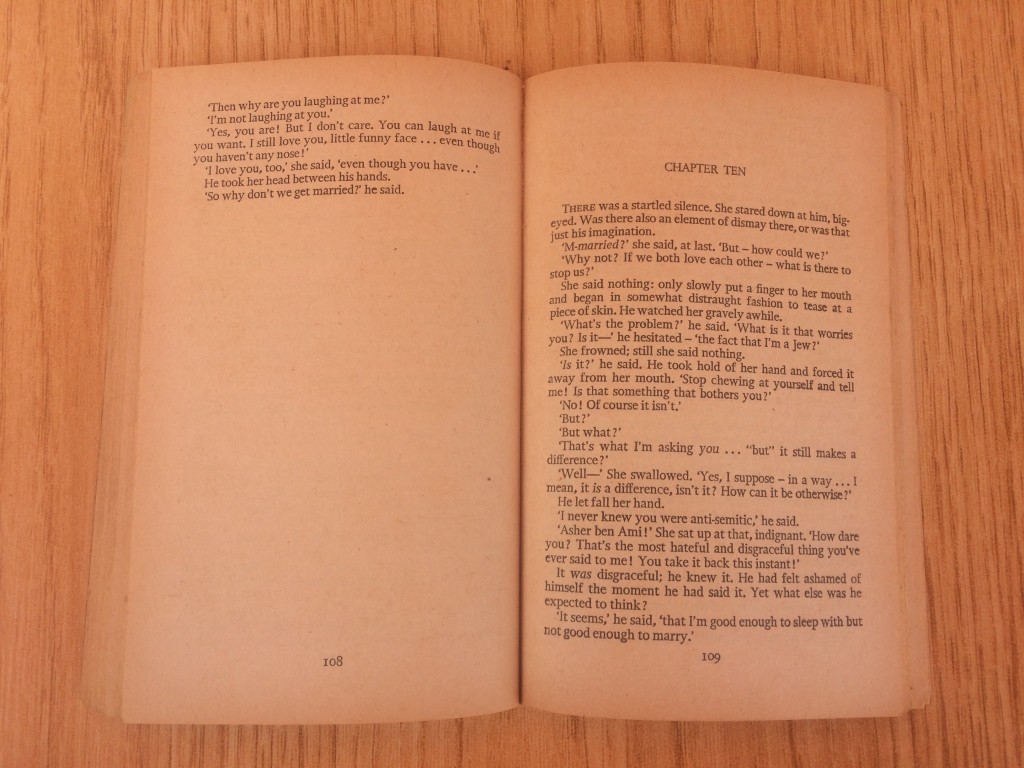 ‘Then why are you laughing at me?’
‘I’m not laughing at you.’
‘Yes, you are! But I don’t care. You can laugh at me if
you want. I still love you, little funny face . . . even though
you haven’t any nose!’
‘I love you, too,’ she said, ‘even though you have . . .’
He took her head between his hands.
‘So why don’t we get married?’ he said.
108
CHAPTER TEN
THERE was a startled silence. She stared down at him, big-
eyed. Was there also an element of dismay there, or was that
just his imagination.
‘M-married?’ she said, at last. ‘But – how could we?’
‘Why not? If we both love each other – what is there to
stop us?’
She said nothing: only slowly put a finger to her mouth
and began in somewhat distraught fashion to tease at a
piece of skin. He watched her gravely awhile.
‘What’s the problem?’ he said. ‘What is it that worries
you? Is it—’ he hesitated – ‘the fact that I’m a Jew?’
She frowned; still she said nothing.
‘Is it?’ he said. He took hold of her hand and forced it
away from her mouth. ‘Stop chewing at yourself and tell
me! Is that something that bothers you?’
‘No! Of course it isn’t.’
‘But?’
‘But what?’
‘That’s what I’m asking you . . . “but” it still makes a
difference?’
‘Well—’ She swallowed. ‘Yes, I suppose – in a way . . . I
mean, it is a difference, isn’t it? How can it be otherwise?’
He let fall her hand.
‘I never knew you were anti-semitic,’ he said.
‘Asher ben Ami!’ She sat up at that, indignant. ‘How dare
you? That’s the most hateful and disgraceful thing you’ve
ever said to me! You take it back this instant!’
It was disgraceful; he knew it. He had felt ashamed of
himself the moment he had said it. Yet what else was he
expected to think?
‘It seems,’ he said, ‘that I’m good enough to sleep with but
not good enough to marry.’
109